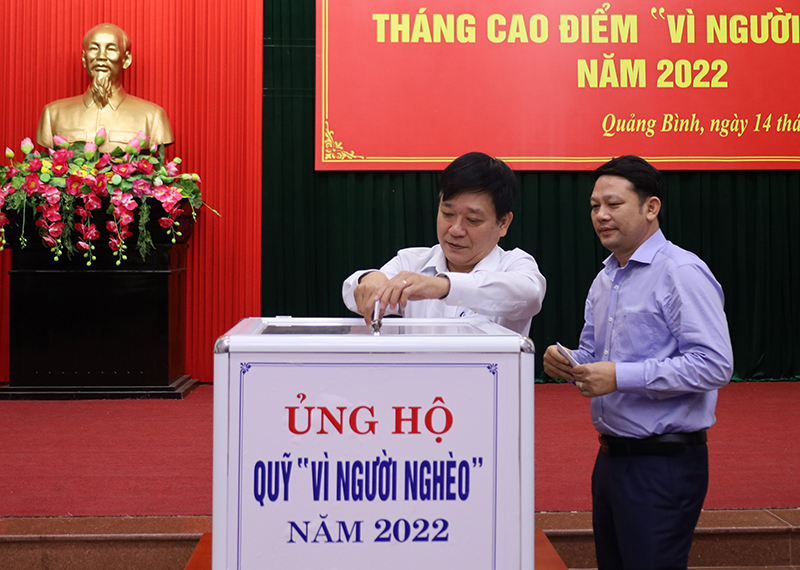 THÁNG CAO ĐIỂM "VÌ NGƯỜI
NĂM 2022
Quảng Bình, ngày 14
ỦNG HỘ
QUỸ "VÌ NGƯỜI NGHÈO"
NĂM 2022